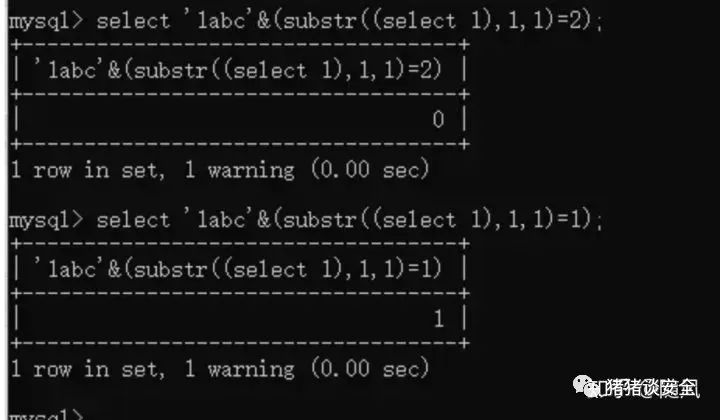 mysql> select '1abc'&(substr((select 1),1,1)=2);
+-----------------------------------+
| '1abc'&(substr((select 1),1,1)=2) |
+-----------------------------------+
| 0 |
+-----------------------------------+
1 row in set, 1 warning (0.00 sec)
mysql> select '1abc'&(substr((select 1),1,1)=1);
+-----------------------------------+
| '1abc'&(substr((select 1),1,1)=1) |
+-----------------------------------+
| 1 |
+-----------------------------------+
1 row in set, 1 warning (0.00 sec)
猪猪谈安全
mysql>